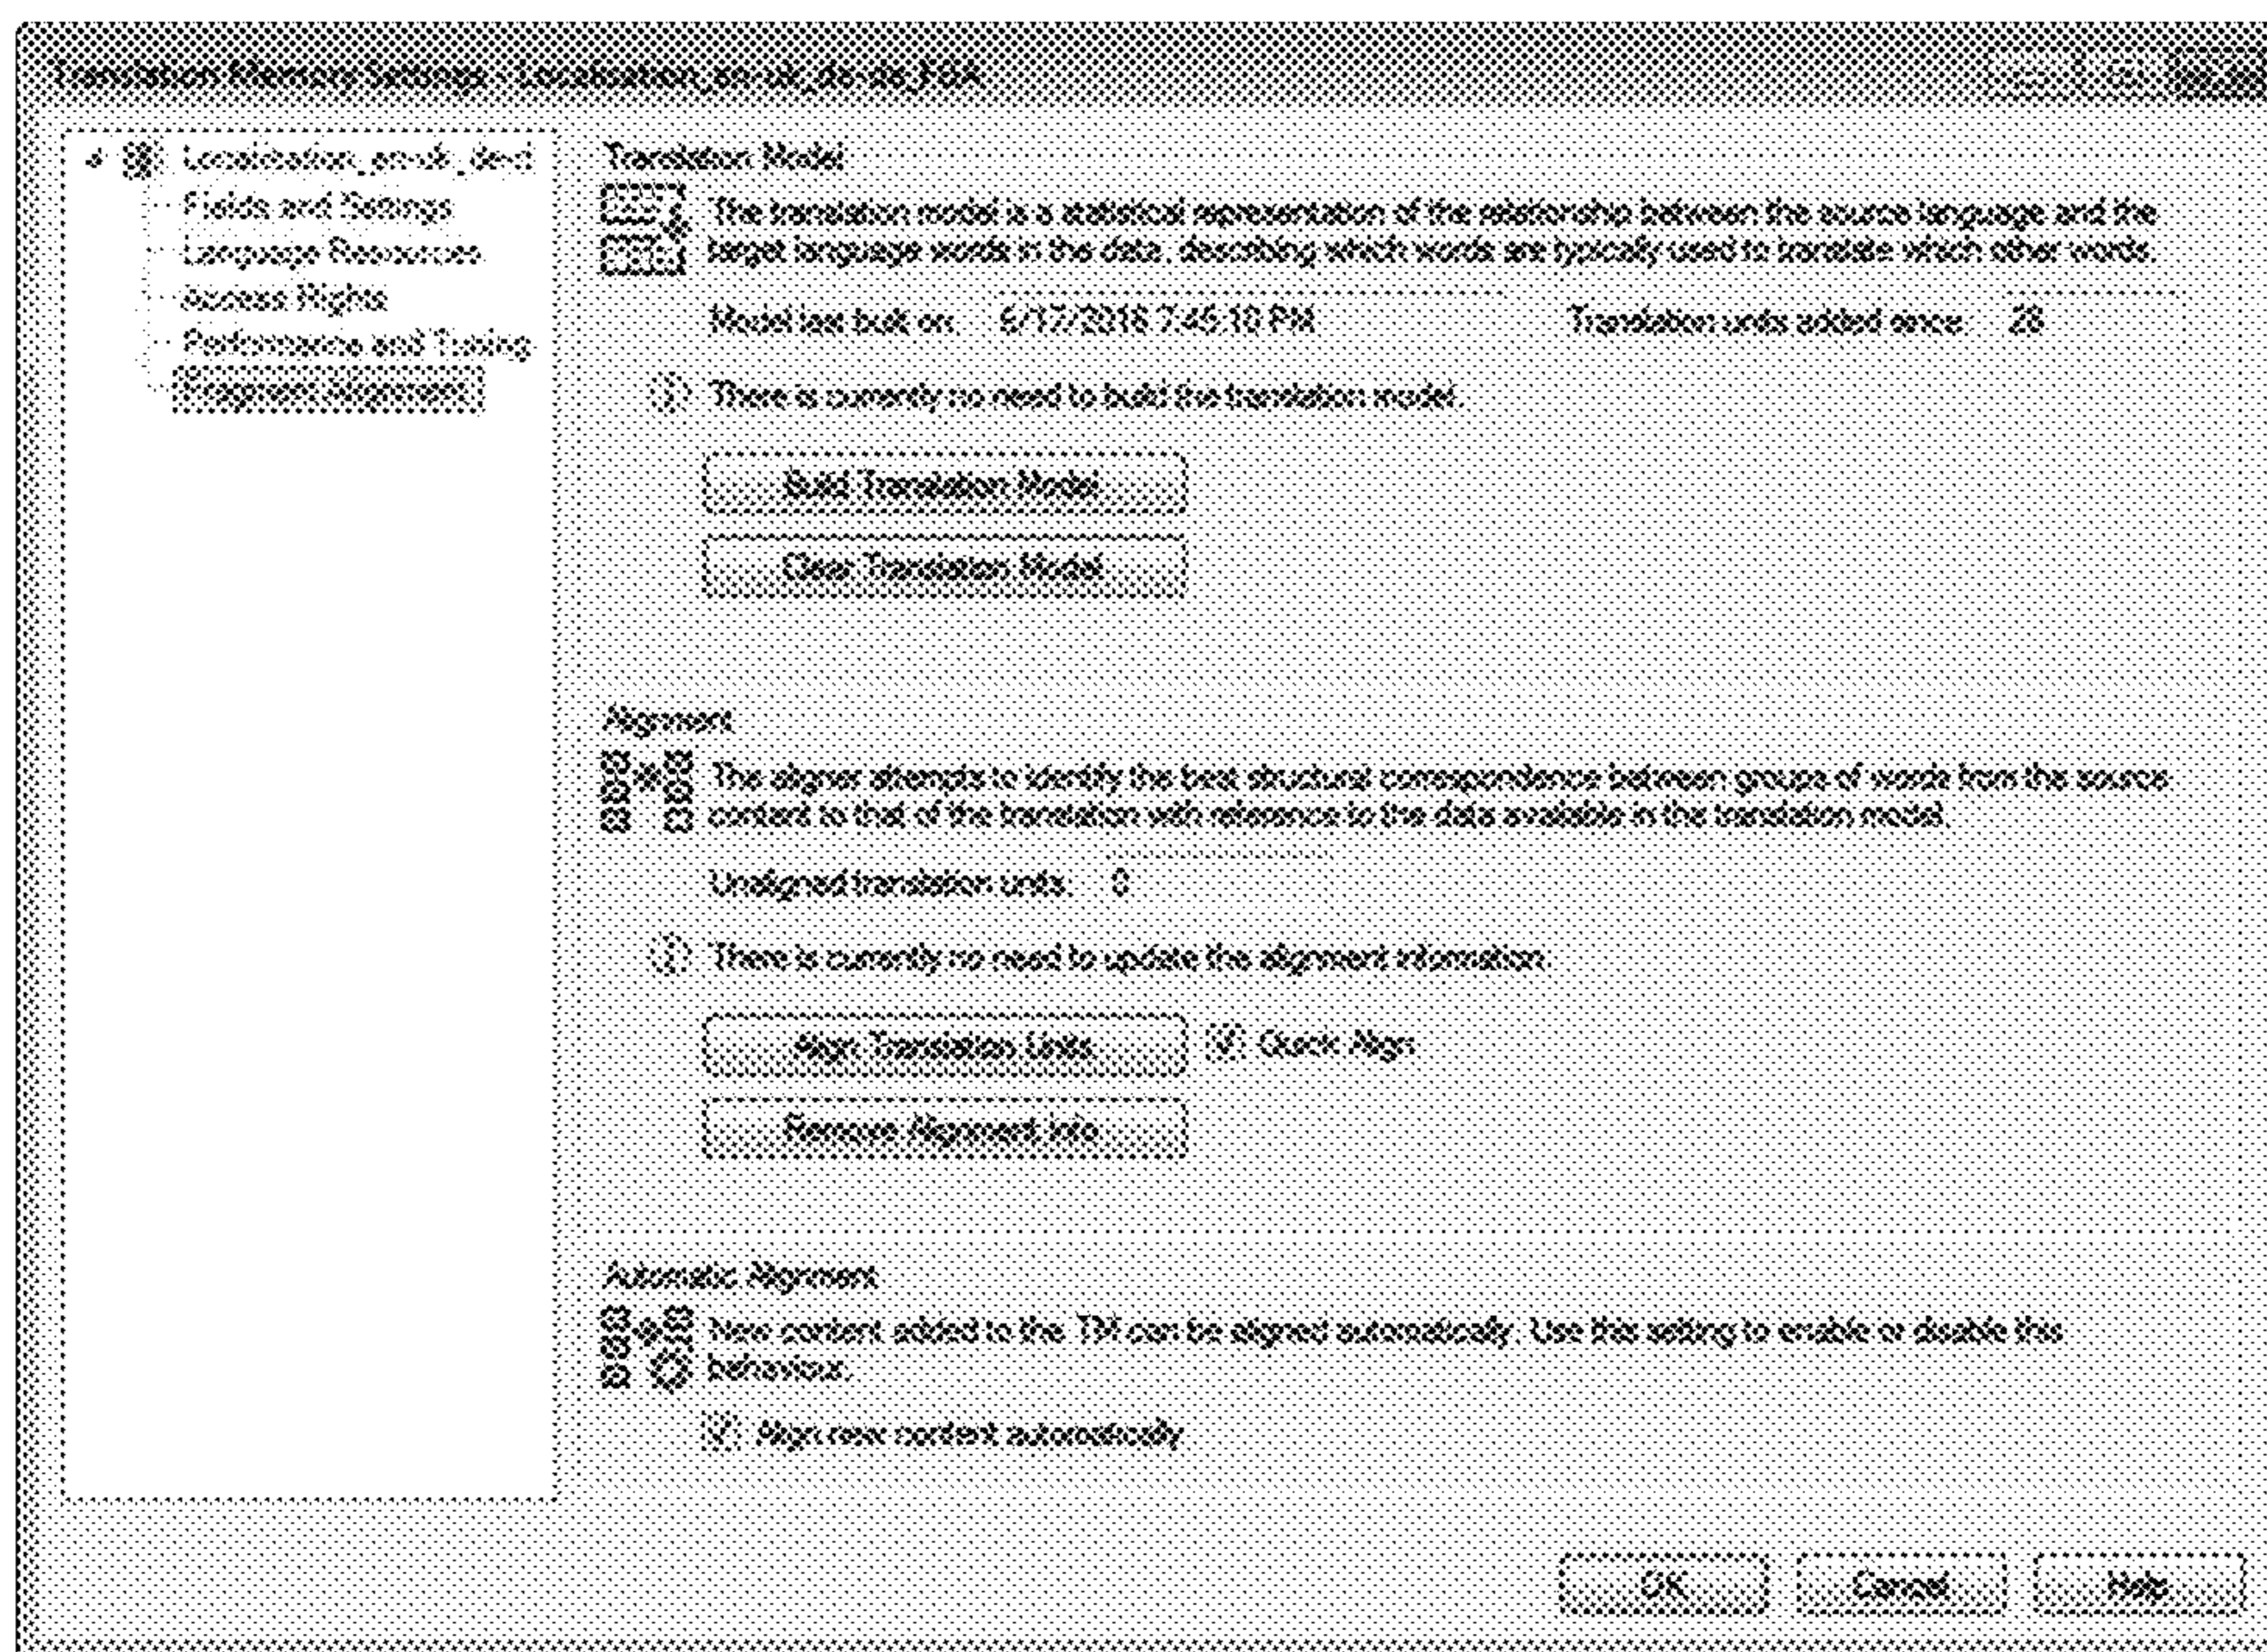 Translation Memory Settings - Localisation_en-uk_de-de_FGA
Localisation_en-uk_de-d
Fields and Settings
Language Resources
Access Rights
Performance and Tuning
Fragment Alignment
Translation Model
The translation model is a statistical representation of the relationship between the source language and the
target language words in the data, describing which words are typically used to translate which other words.
Model last built on: 6/17/2016 7:45:10 PM Translation units added since: 28
There is currently no need to build the translation model.
Build Translation Model
Clear Translation Model
Alignment
The aligner attempts to identify the best structural correspondence between groups of words from the source
content to that of the translation with reference to the data available in the translation model.
Unaligned translation units: 0
There is currently no need to update the alignment information.
Align Translation Units Quick Align
Remove Alignment Info
Automatic Alignment
New content added to the TM can be aligned automatically. Use this setting to enable or disable this
behaviour.
Align new content automatically
OK Cancel Help